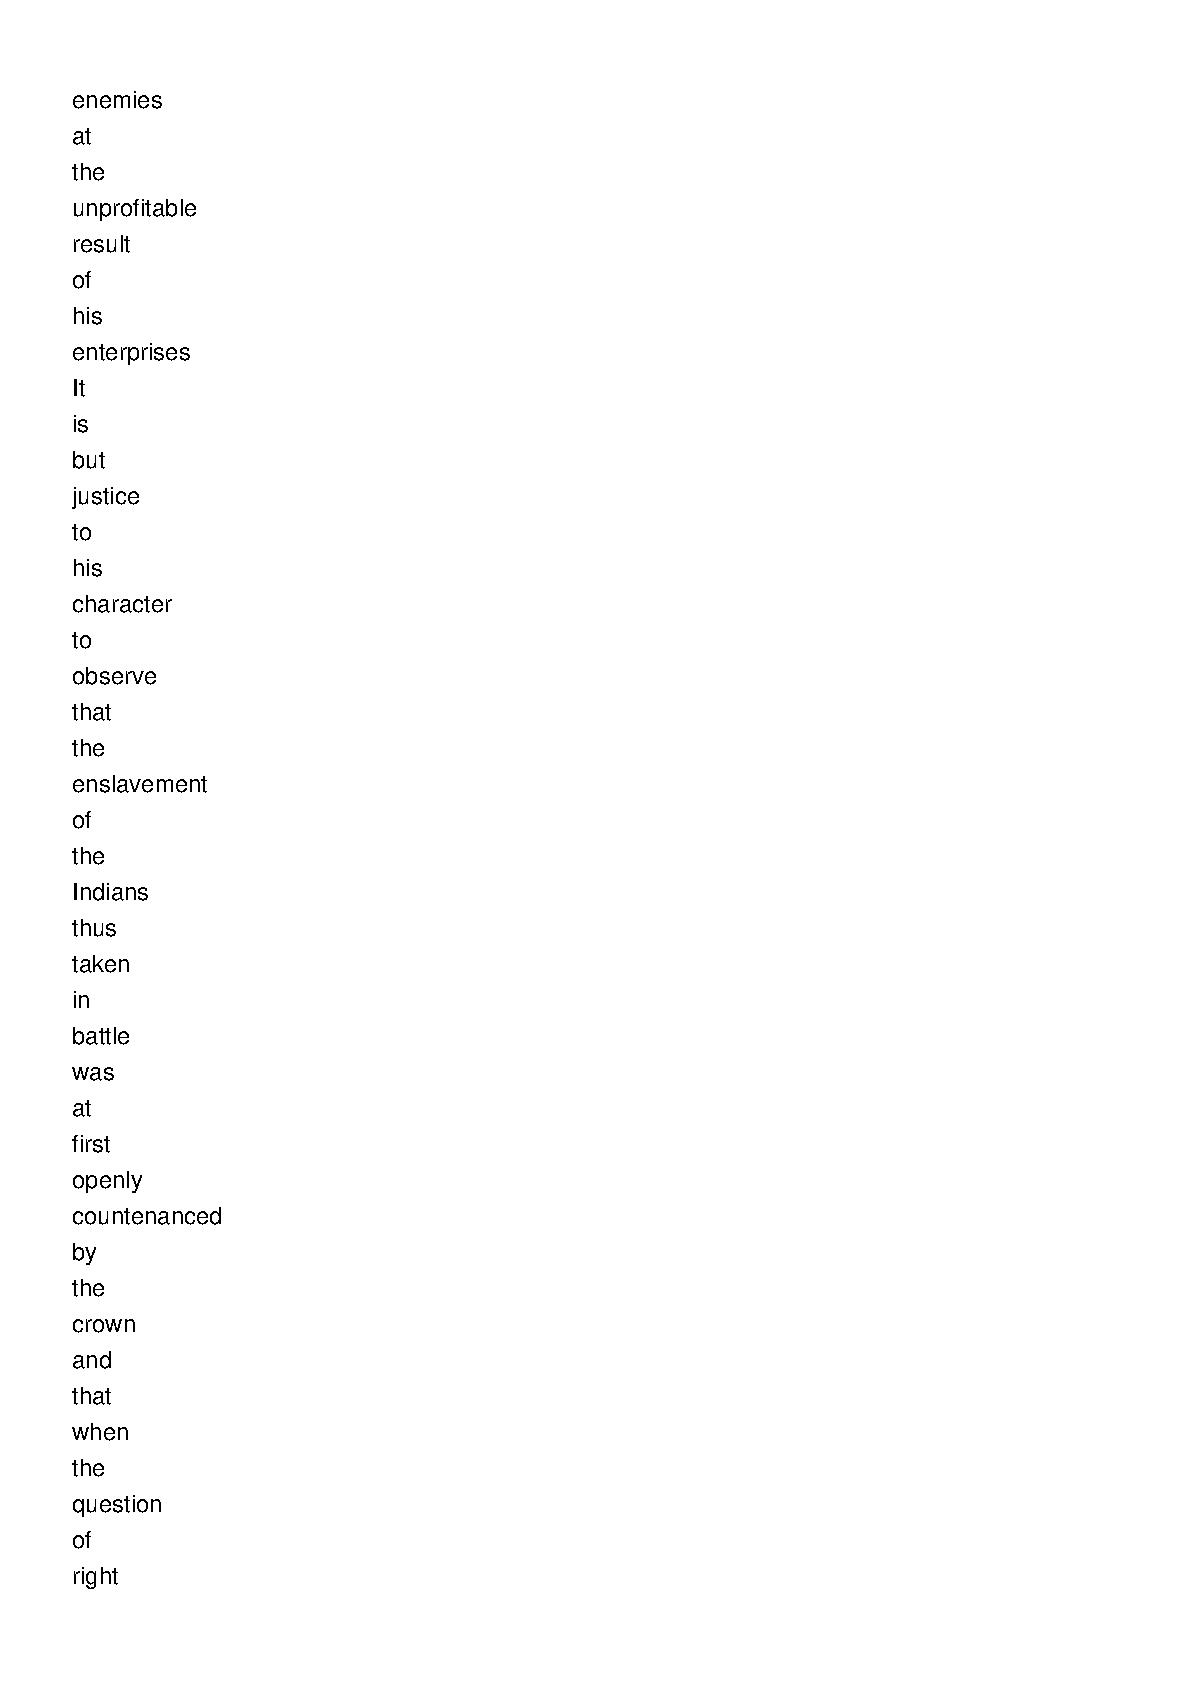 enemies
at
the
unprofitable
result
of
his
enterprises
It
is
but
justice
to
his
character
to
observe
that
the
enslavement
of
the
Indians
thus
taken
in
battle
was
at
first
openly
countenanced
by
the
crown
and
that
when
the
question
of
right